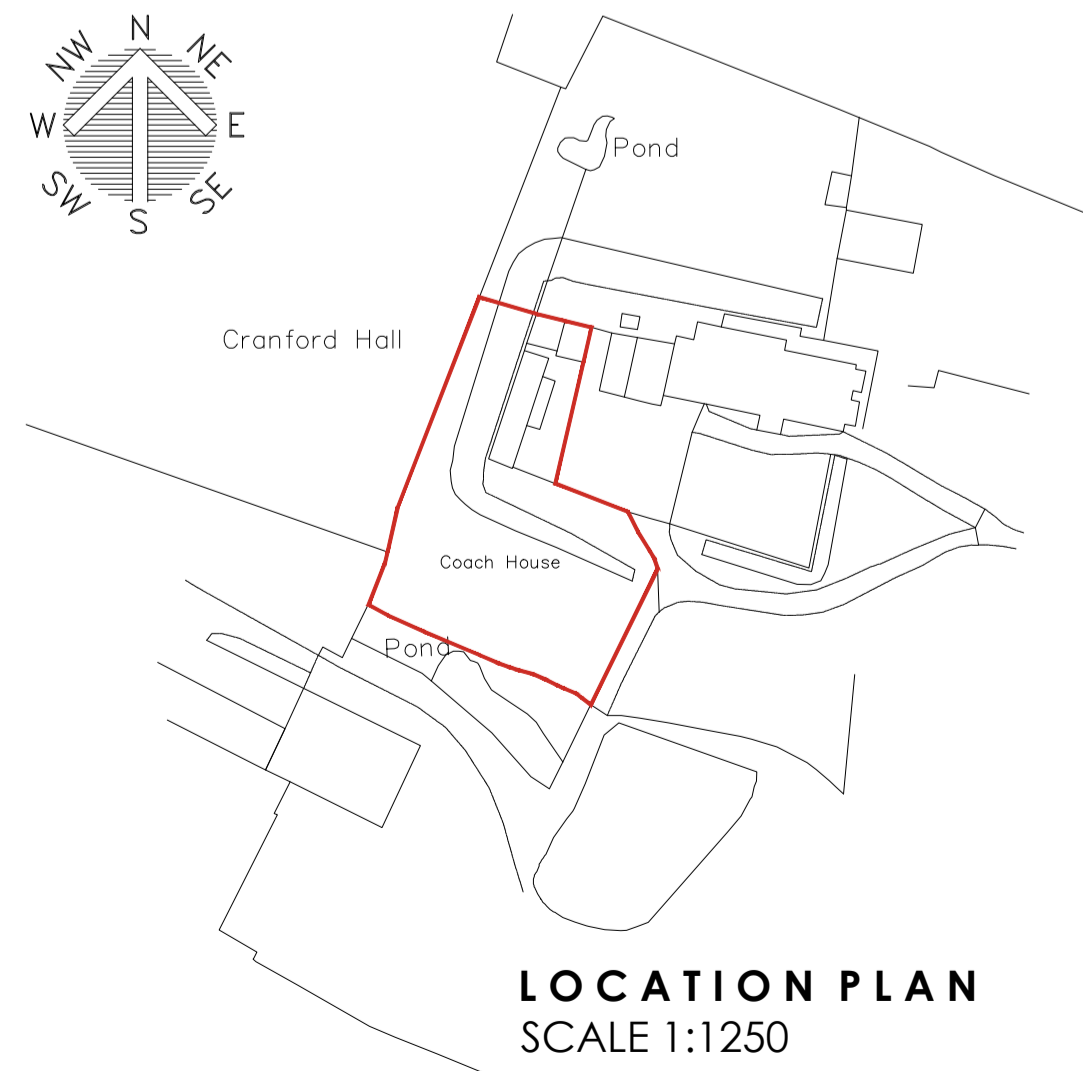 N
NW NE
W E
SW SE
S
Pond
Cranford Hall
Coach House
Pond
LOCATION PLAN
SCALE 1:1250